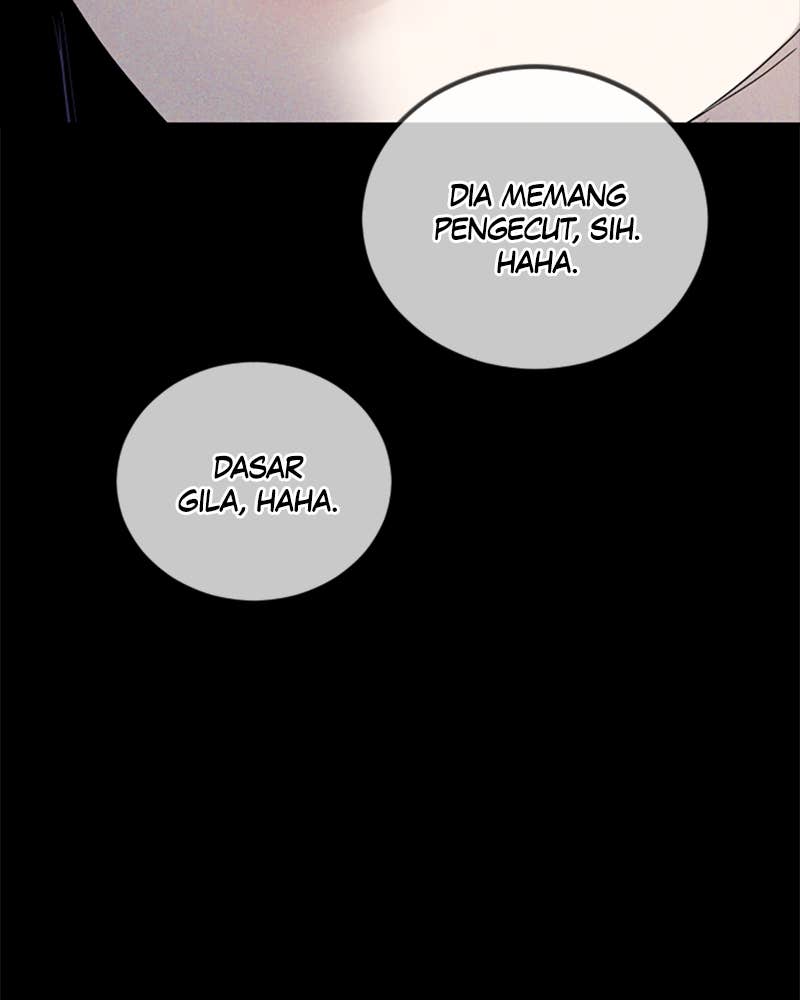 DIA MEMANG
PENGECUT, SIH.
HAHA.
DASAR
GILA, HAHA.